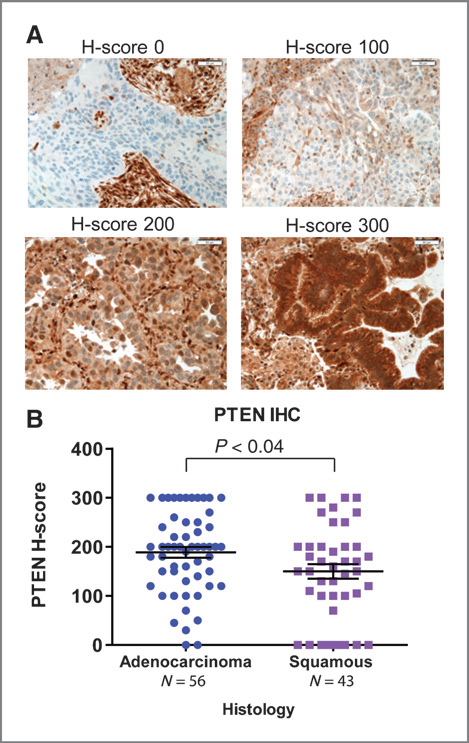 A
H-score 0
H-score 100
H-score 200
H-score 300
B
PTEN IHC
P < 0.04
400
300
200
100
0
PTEN H-score
Adenocarcinoma
Squamous
N = 56
N = 43
Histology